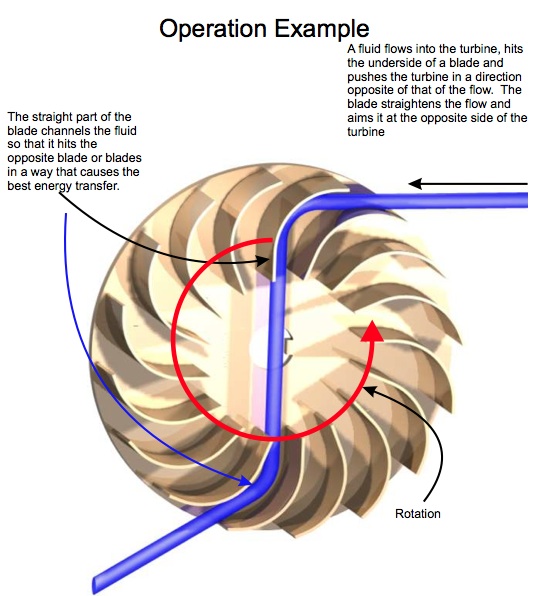 Operation Example
A fluid flows into the turbine, hits
the underside of a blade and
pushes the turbine in a direction
opposite of that of the flow.  The
blade straightens the flow and
aims it at the opposite side of the
turbine
The straight part of the
blade channels the fluid
so that it hits the
opposite blade or blades
in a way that causes the
best energy transfer.
Rotation